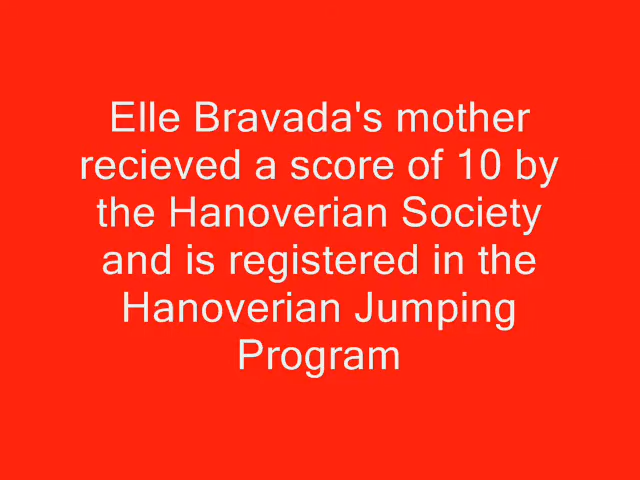 Elle Bravada's mother
recieved a score of 10 by
the Hanoverian Society
and is registered in the
Hanoverian Jumping
Program